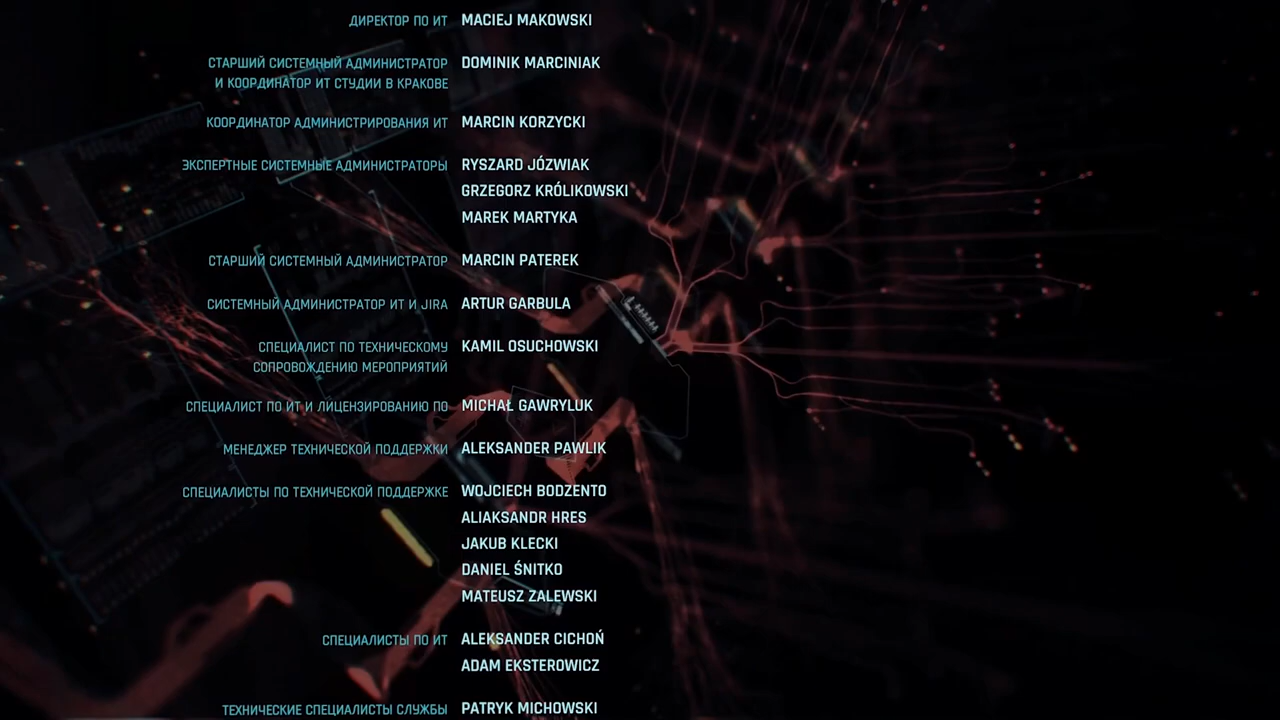 ДИРЕКТОР ПО ИТ MACIEJ MAKOWSKI
СТАРШИЙ СИСТЕМНЫЙ АДМИНИСТРАТОР DOMINIK MARCINIAK
И КООРДИНАТОР ИТ СТУДИИ В КРАКОВЕ
КООРДИНАТОР АДМИНИСТРИРОВАНИЯ ИТ MARCIN KORZYCKI
ЭКСПЕРТНЫЕ СИСТЕМНЫЕ АДМИНИСТРАТОРЫ RYSZARD JÓZWIAK
GRZEGORZ KRÓLIKOWSKI
MAREK MARTYKA
СТАРШИЙ СИСТЕМНЫЙ АДМИНИСТРАТОР MARCIN PATEREK
СИСТЕМНЫЙ АДМИНИСТРАТОР ИТ И JIRA ARTUR GARBULA
СПЕЦИАЛИСТ ПО ТЕХНИЧЕСКОМУ KAMIL OSUCHOWSKI
СОПРОВОЖДЕНИЮ МЕРОПРИЯТИЙ
СПЕЦИАЛИСТ ПО ИТ И ЛИЦЕНЗИРОВАНИЮ ПО MICHAŁ GAWRYLUK
МЕНЕДЖЕР ТЕХНИЧЕСКОЙ ПОДДЕРЖКИ ALEKSANDER PAWLIK
СПЕЦИАЛИСТЫ ПО ТЕХНИЧЕСКОЙ ПОДДЕРЖКЕ WOJCIECH BODZENTO
ALIAKSANDR HRES
JAKUB KLECKI
DANIEL ŚNITKO
MATEUSZ ZALEWSKI
СПЕЦИАЛИСТЫ ПО ИТ ALEKSANDER CICHOŃ
ADAM EKSTEROWICZ
ТЕХНИЧЕСКИЕ СПЕЦИАЛИСТЫ СЛУЖБЫ PATRYK MICHOWSKI